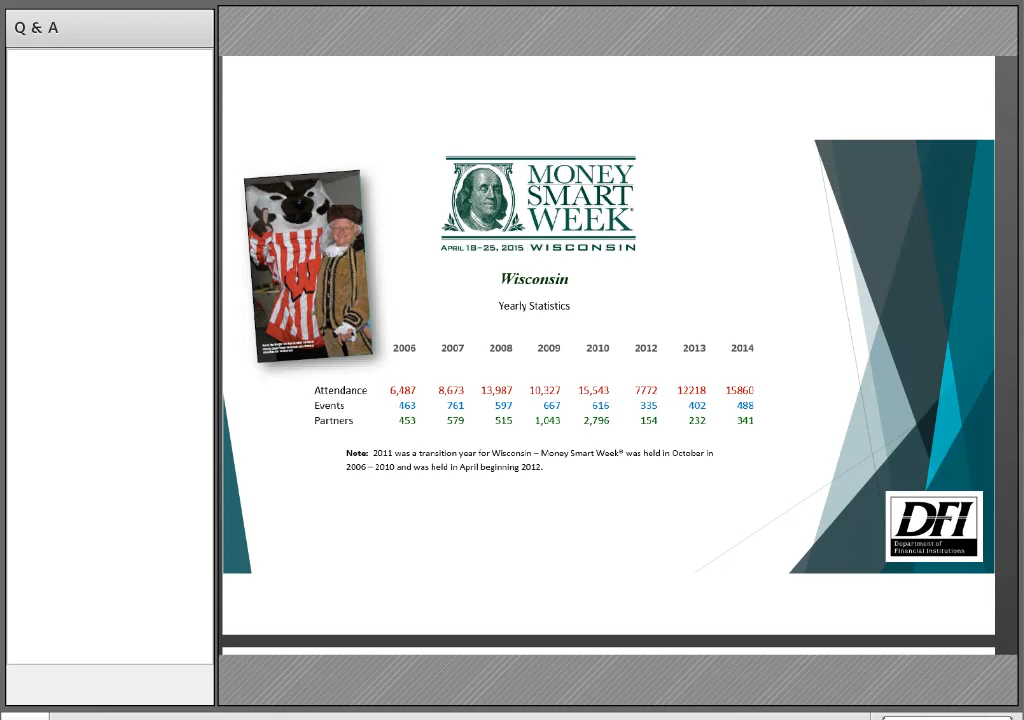 Q & A
MONEY
SMART
WEEK®
APRIL 18–25, 2015 WISCONSIN
Wisconsin
Yearly Statistics
2006 2007 2008 2009 2010 2012 2013 2014
Attendance 6,487 8,673 13,987 10,327 15,543 7772 12218 15860
Events 463 761 597 667 616 335 402 488
Partners 453 579 515 1,043 2,796 154 232 341
Note: 2011 was a transition year for Wisconsin – Money Smart Week® was held in October in
2006 – 2010 and was held in April beginning 2012.
W
DFI
Department of
Financial Institutions